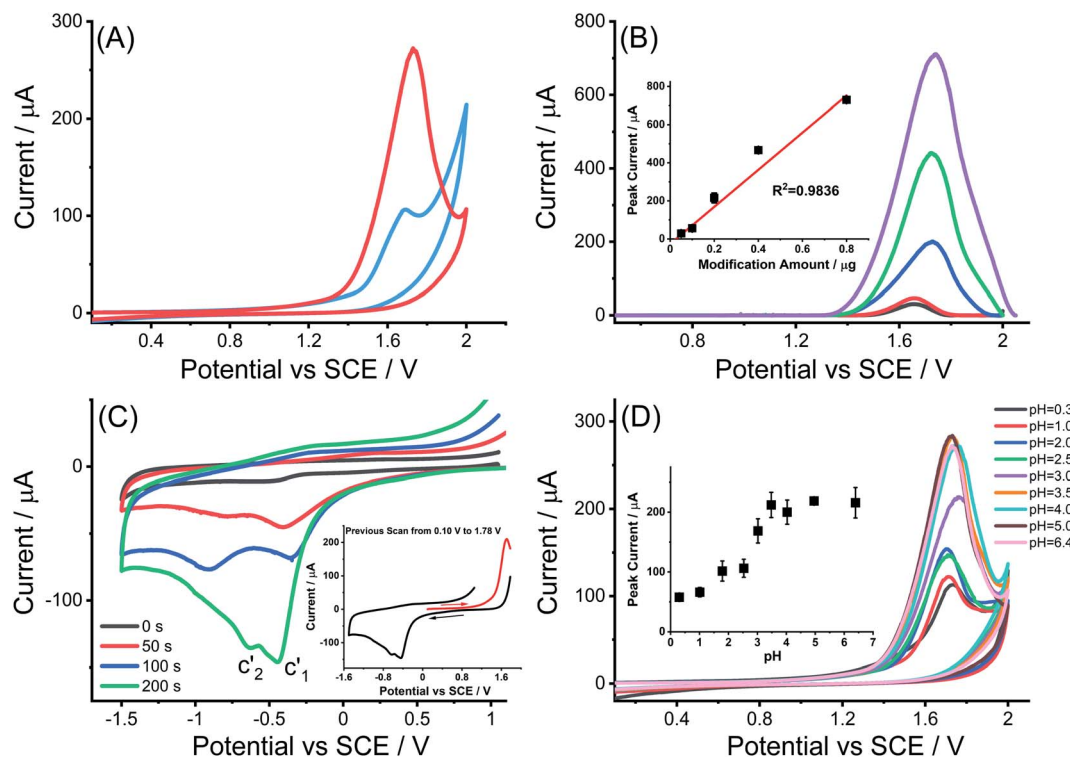 (A)
300
200
100
0
Current / μA
0.4
0.8
1.2
1.6
2
Potential vs SCE / V
(B)
800
600
400
200
0
Current / μA
0.8
1.2
1.6
2
Potential vs SCE / V
800
600
400
200
0
Peak Current / μA
R²=0.9836
0
0.2
0.4
0.6
0.8
Modification Amount / μg
(C)
0
-100
Current / μA
0 s
50 s
100 s
200 s
c'2
c'1
-1.5
-1
-0.5
0
0.5
1
Potential vs SCE / V
Previous Scan from 0.10 V to 1.78 V
200
100
0
-100
Current / μA
-1.6
-0.8
0
0.8
1.6
Potential vs SCE / V
(D)
300
200
100
0
Current / μA
0.4
0.8
1.2
1.6
2
Potential vs SCE / V
pH=0.3
pH=1.0
pH=2.0
pH=2.5
pH=3.0
pH=3.5
pH=4.0
pH=5.0
pH=6.4
200
100
0
Peak Current / μA
0
1
2
3
4
5
6
7
pH